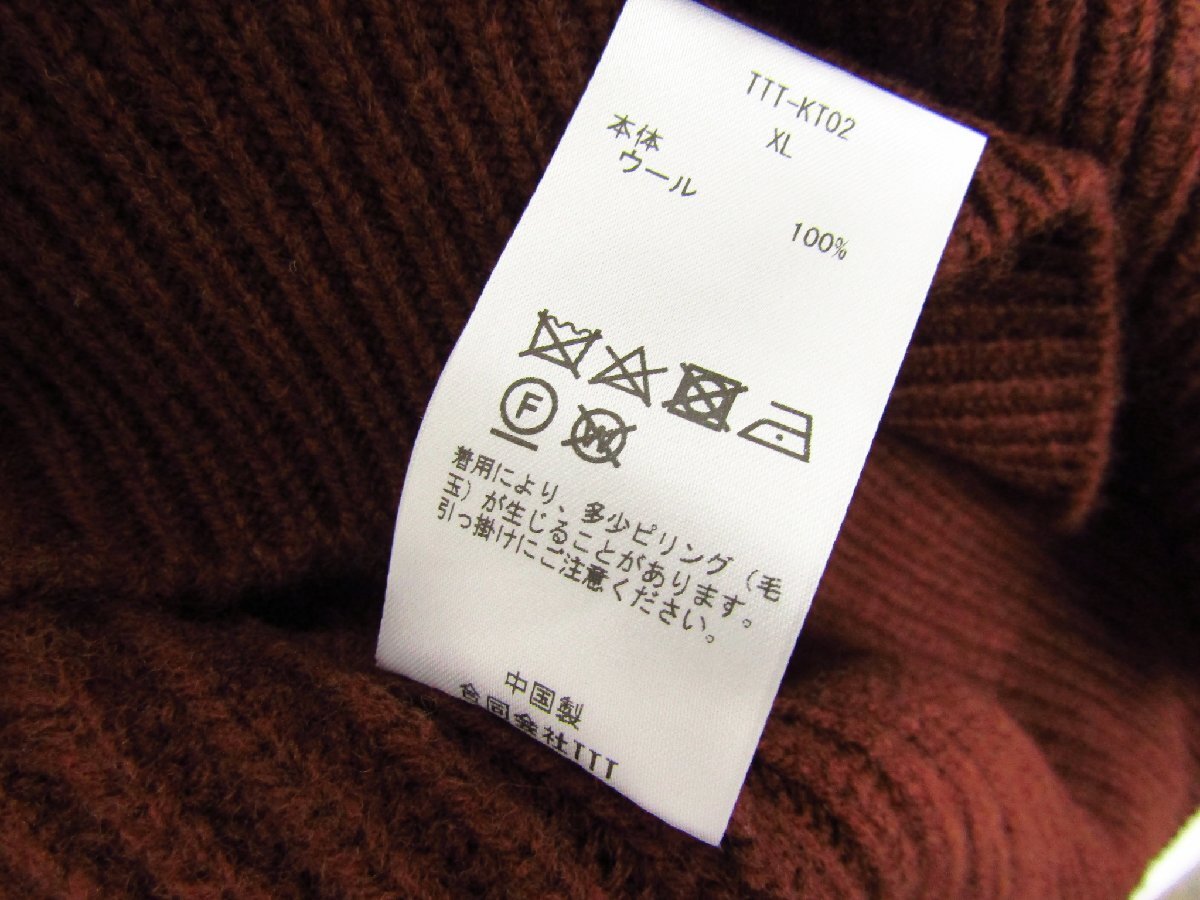 TTT-KT02
XL
本体
ウール
100%
F
W
着用により、多少ピリング（毛
玉）が生じることがあります。
引っ掛けにご注意ください。
中国製
合同会社TTT